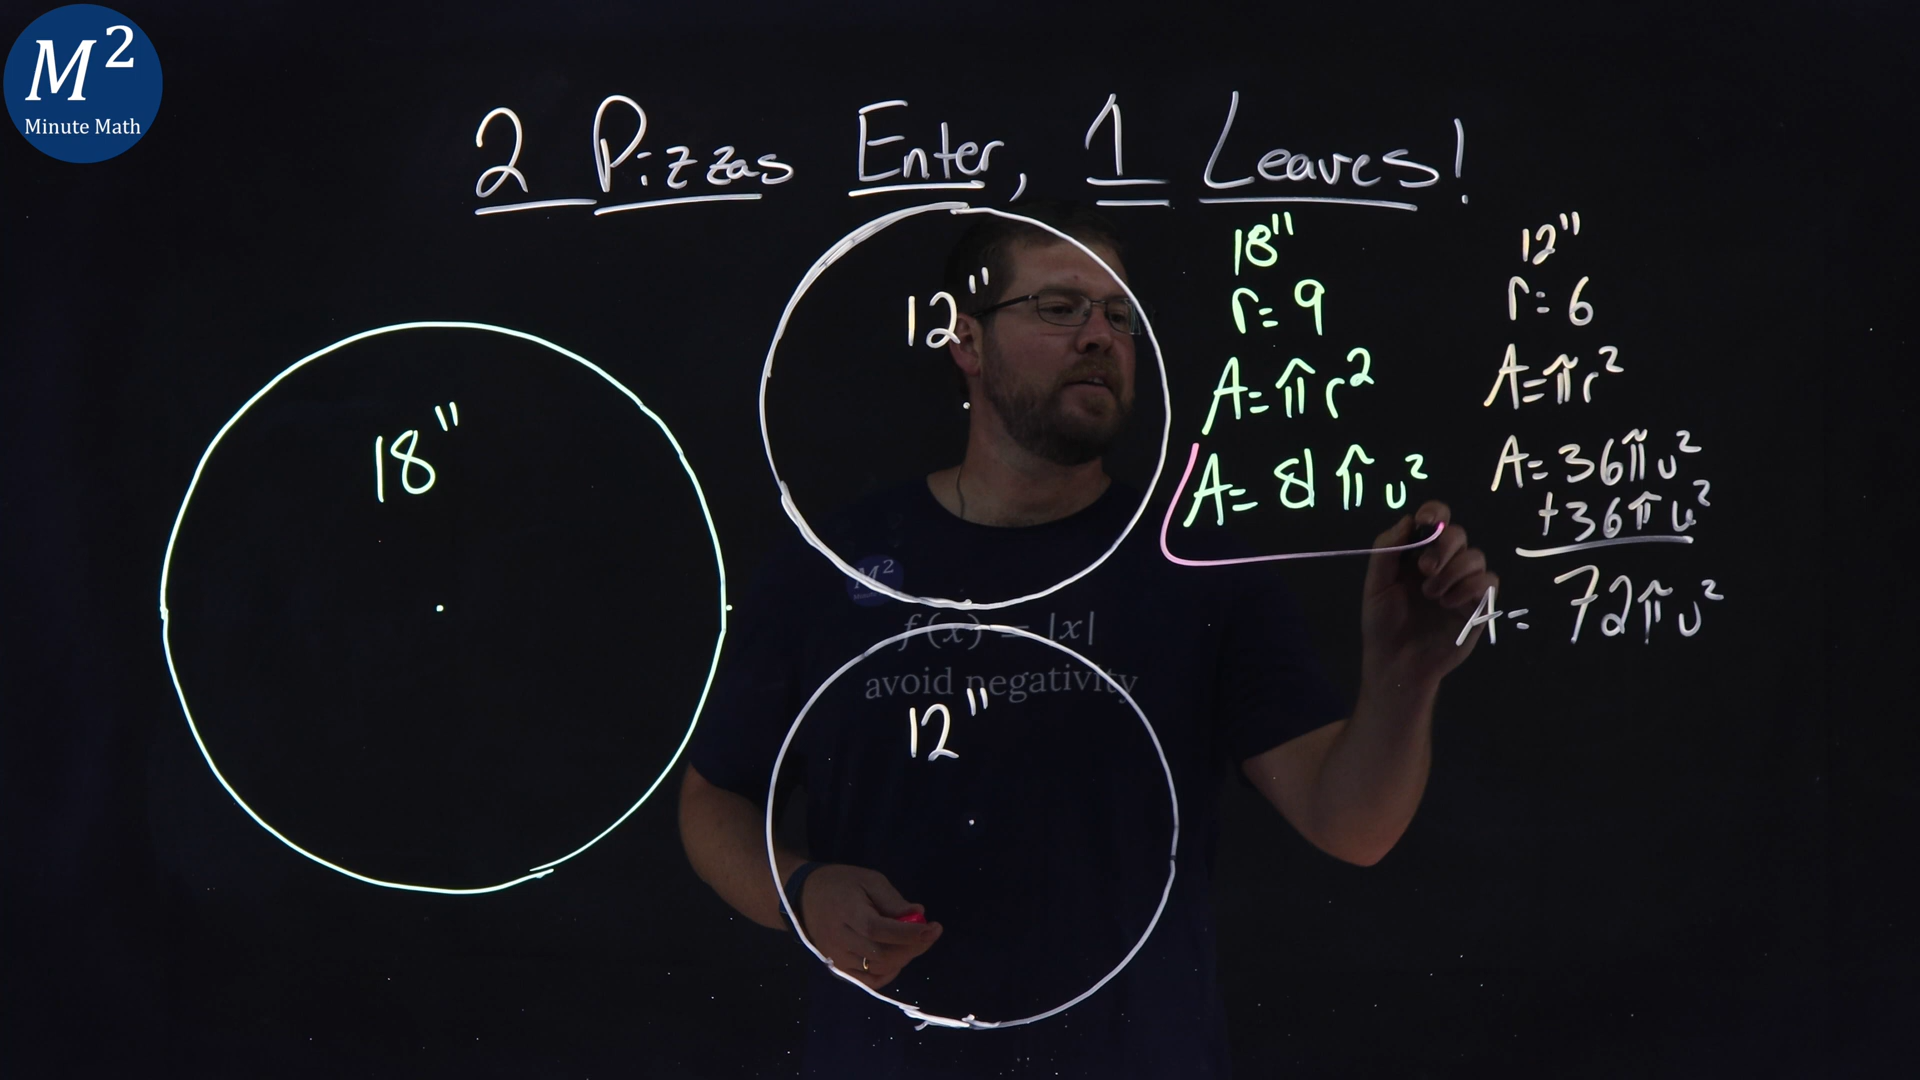 M²
Minute Math
2 Pizzas Enter, 1 Leaves!
18"
12"
12"
18"
r=9
A=πr²
A=81πu²
12"
r=6
A=πr²
A=36πu²
+36πu²
A=72πu²
M²
f(x) = |x|
avoid negativity